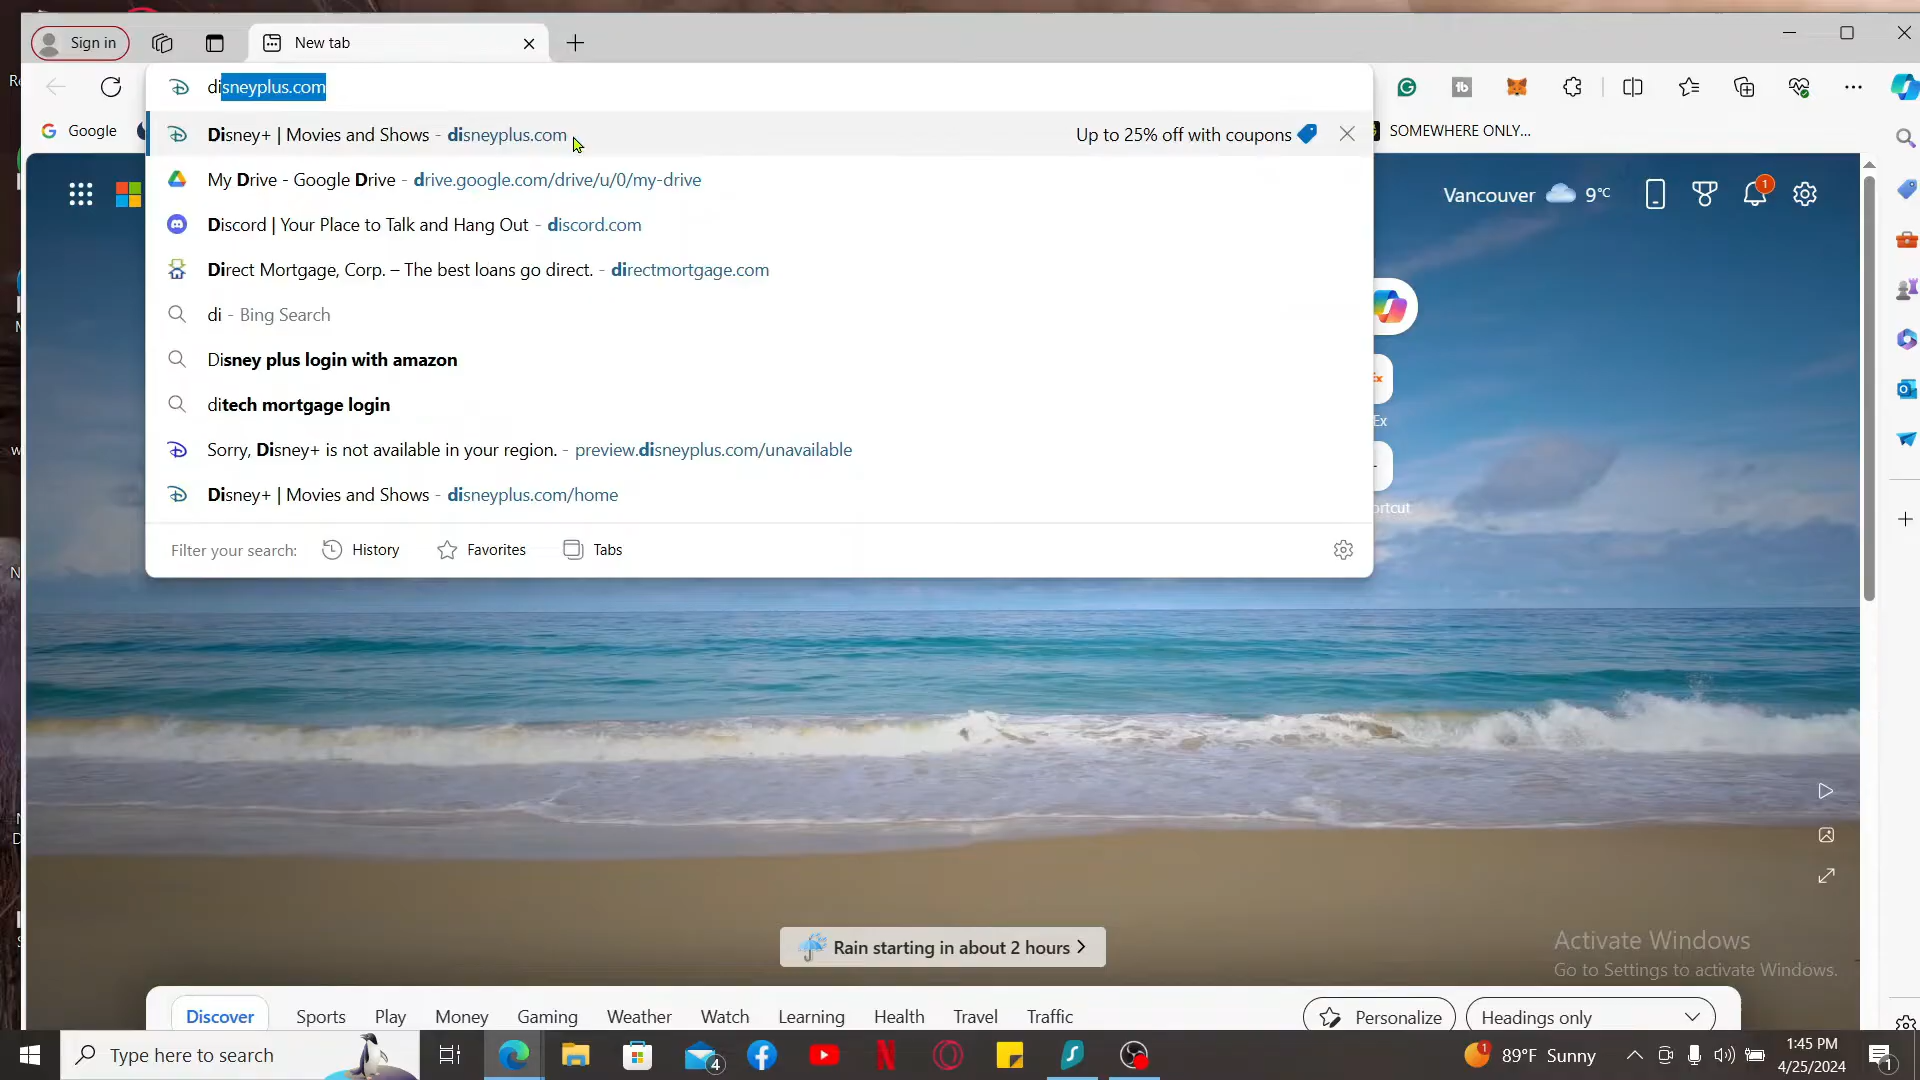 Sign in
New tab
disneyplus.com
Google
SOMEWHERE ONLY...
Disney+ | Movies and Shows - disneyplus.com
Up to 25% off with coupons
My Drive - Google Drive - drive.google.com/drive/u/0/my-drive
Discord | Your Place to Talk and Hang Out - discord.com
Direct Mortgage, Corp. – The best loans go direct. - directmortgage.com
di - Bing Search
Disney plus login with amazon
ditech mortgage login
Sorry, Disney+ is not available in your region. - preview.disneyplus.com/unavailable
Disney+ | Movies and Shows - disneyplus.com/home
Filter your search:
History
Favorites
Tabs
Vancouver
9°C
1
Ex
ortcut
Rain starting in about 2 hours
Activate Windows
Go to Settings to activate Windows.
Discover
Sports
Play
Money
Gaming
Weather
Watch
Learning
Health
Travel
Traffic
Personalize
Headings only
Type here to search
4
1
89°F Sunny
1:45 PM
4/25/2024
1